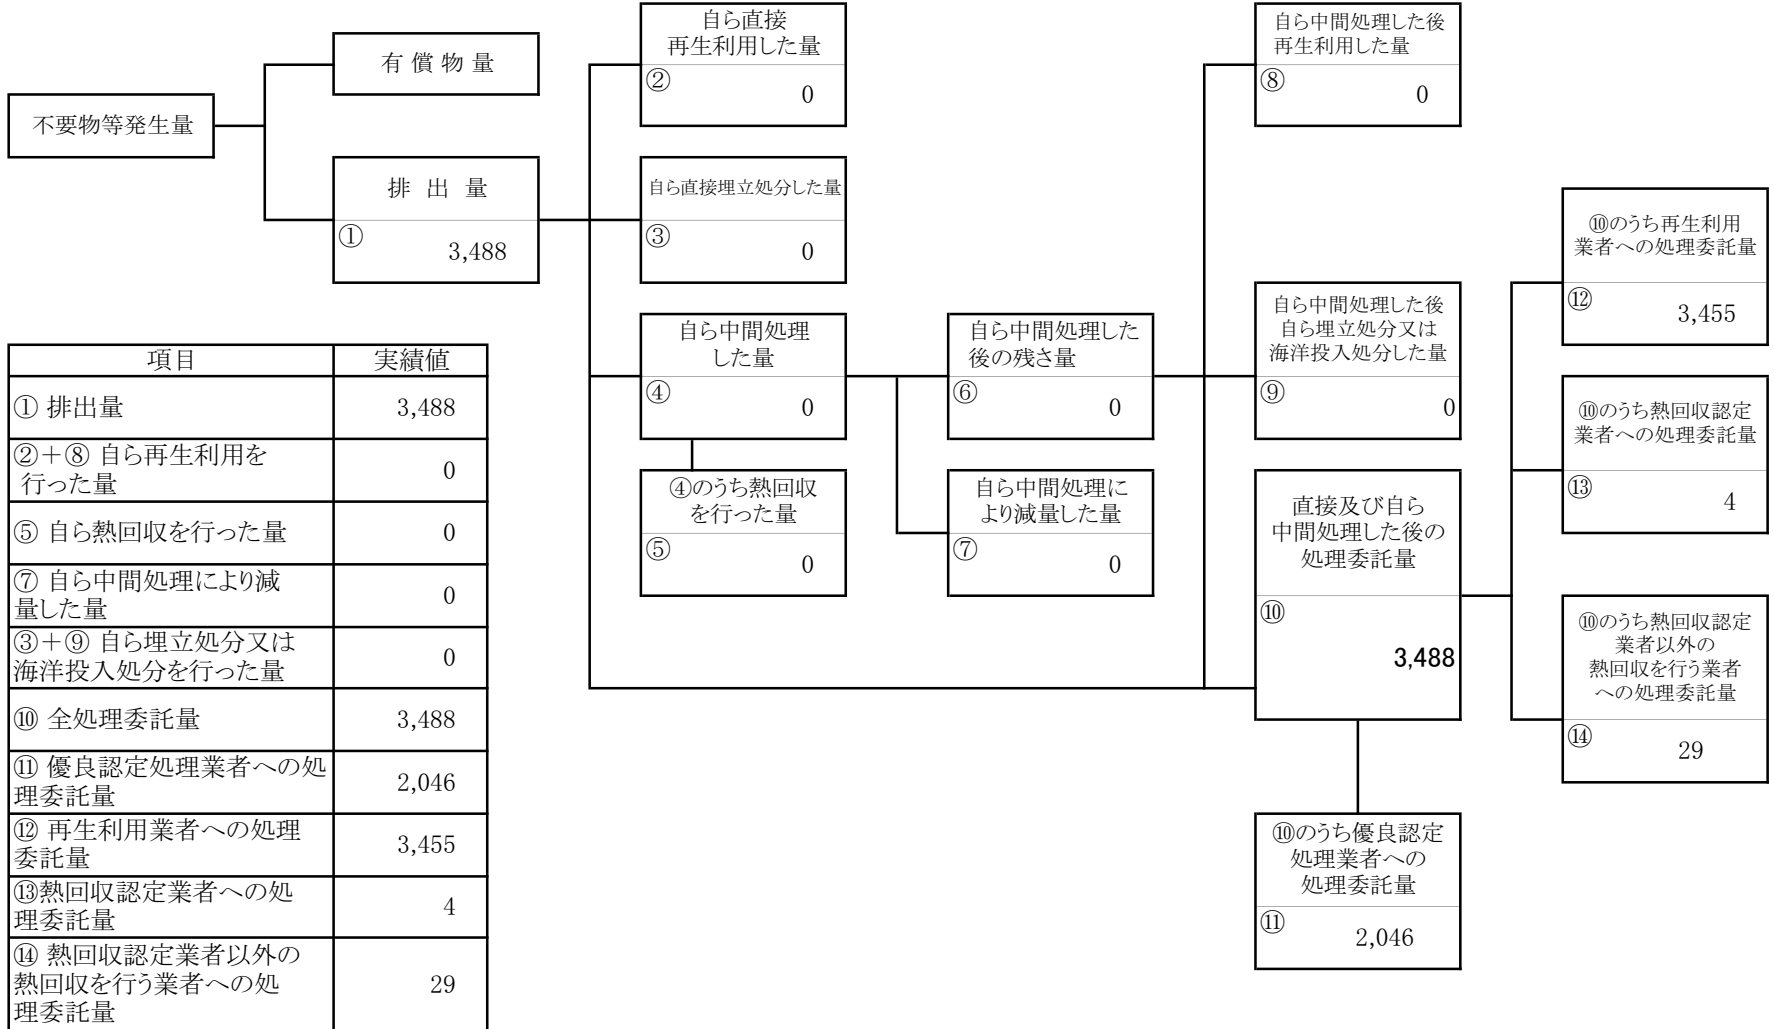 不要物等発生量
有 償 物 量
排 出 量
①
3,488
自ら直接
再生利用した量
②
0
自ら直接埋立処分した量
③
0
自ら中間処理
した量
④
0
④のうち熱回収
を行った量
⑤
0
自ら中間処理した
後の残さ量
⑥
0
自ら中間処理に
より減量した量
⑦
0
自ら中間処理した後
再生利用した量
⑧
0
自ら中間処理した後
自ら埋立処分又は
海洋投入処分した量
⑨
0
直接及び自ら
中間処理した後の
処理委託量
⑩
3,488
⑩のうち優良認定
処理業者への
処理委託量
⑪
2,046
⑩のうち再生利用
業者への処理委託量
⑫
3,455
⑩のうち熱回収認定
業者への処理委託量
⑬
4
⑩のうち熱回収認定
業者以外の
熱回収を行う業者
への処理委託量
⑭
29
項目 実績値
① 排出量 3,488
②＋⑧ 自ら再生利用を
行った量 0
⑤ 自ら熱回収を行った量 0
⑦ 自ら中間処理により減
量した量 0
③＋⑨ 自ら埋立処分又は
海洋投入処分を行った量 0
⑩ 全処理委託量 3,488
⑪ 優良認定処理業者への処
理委託量 2,046
⑫ 再生利用業者への処理
委託量 3,455
⑬熱回収認定業者への処
理委託量 4
⑭ 熱回収認定業者以外の
熱回収を行う業者への処
理委託量 29